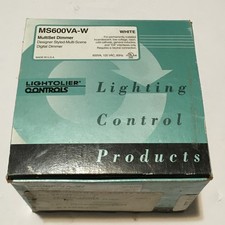 MS600VA-W
WHITE
MultiSet Dimmer
Designer Styled Multi-Scene
Digital Dimmer
LIGHTOLIER
CONTROLS
Lighting
Control
Products